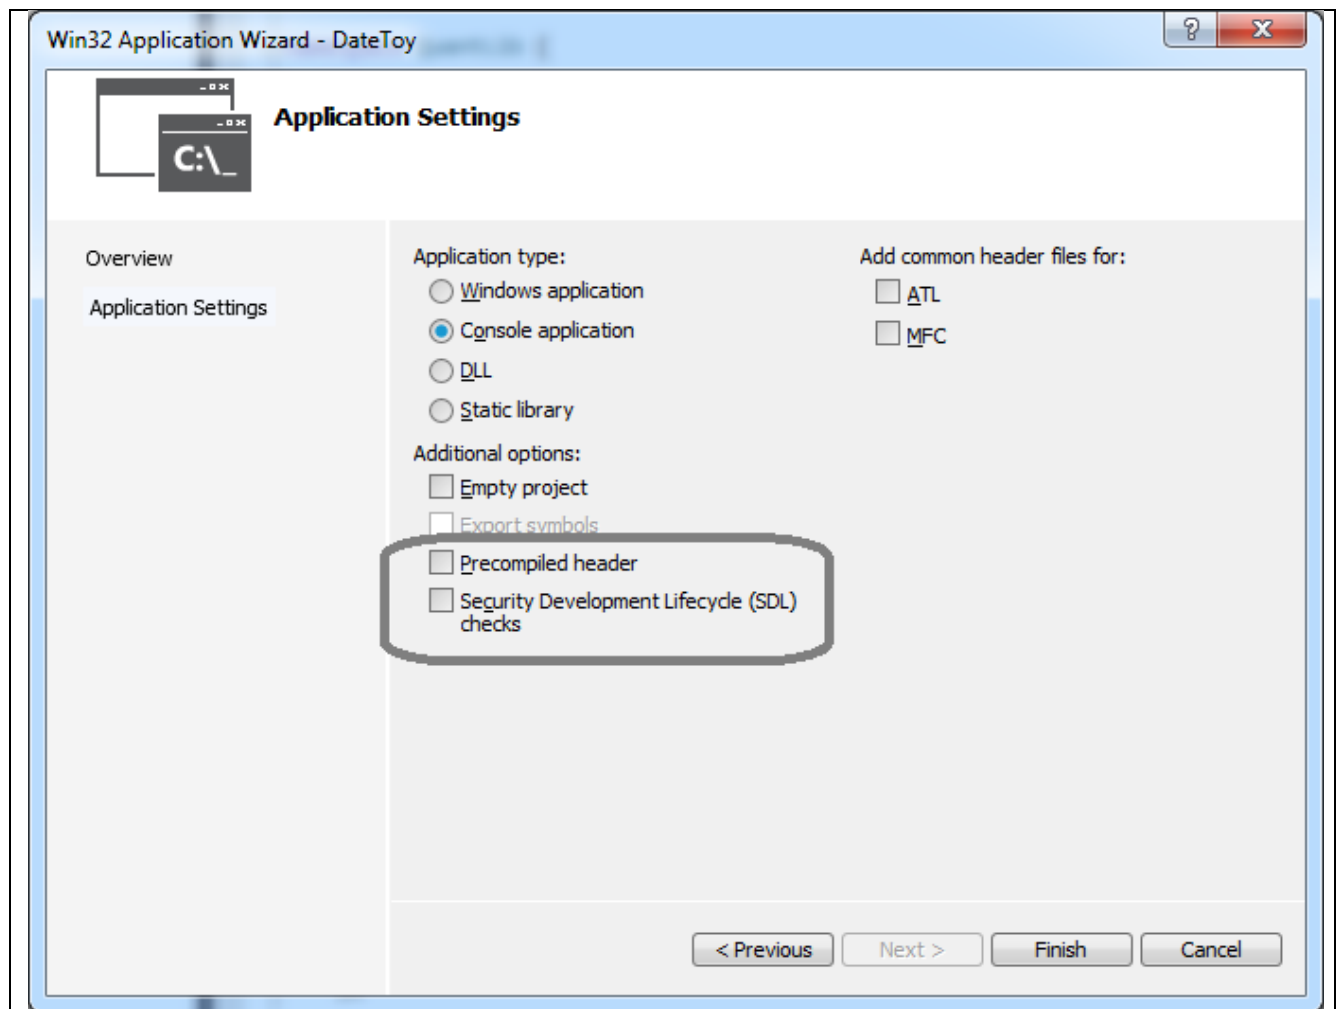 Win32 Application Wizard - DateToy
C:\_
Application Settings
Overview
Application Settings
Application type:
Windows application
Console application
DLL
Static library
Additional options:
Empty project
Export symbols
Precompiled header
Security Development Lifecycle (SDL)
checks
Add common header files for:
ATL
MFC
< Previous
Next >
Finish
Cancel